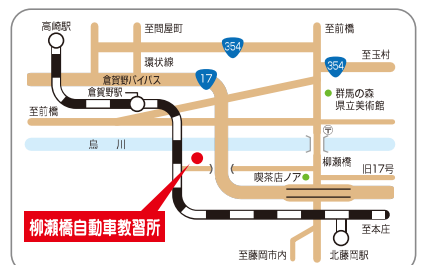 高崎駅
至問屋町
至前橋
354
環状線
至玉村
354
17
倉賀野バイパス
倉賀野駅
群馬の森
県立美術館
至前橋
〒
烏川
柳瀬橋
旧17号
喫茶店ノア
柳瀬橋自動車教習所
至本庄
至藤岡市内
北藤岡駅